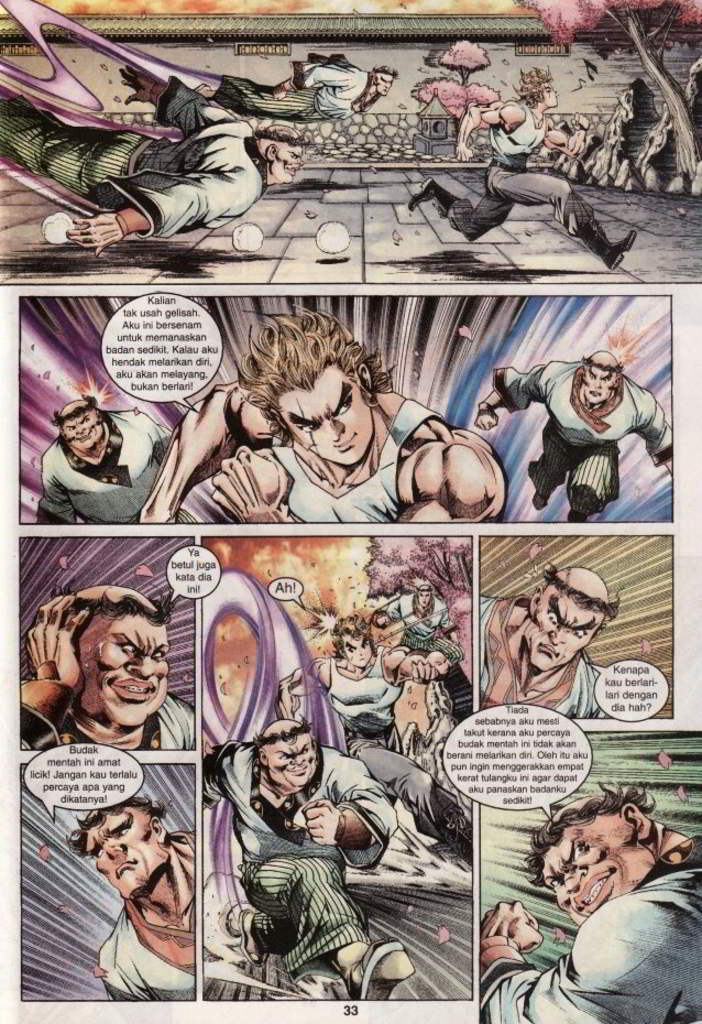 Kalian
tak usah gelisah.
Aku ini bersenam
untuk memanaskan
badan sedikit. Kalau aku
hendak melarikan diri,
aku akan melayang,
bukan berlari!
Ya
betul juga
kata dia
ini!
Budak
mentah ini amat
licik! Jangan kau terlalu
percaya apa yang
dikatanya!
Ah!
Kenapa
kau berlari-
lari dengan
dia hah?
Tiada
sebabnya aku mesti
takut kerana Aku percaya
budak mentah ini tidak akan
berani melarikan diri. Oleh itu aku
pun ingin menggerakkan empat
kerat tulangku ini agar dapat
aku panaskan badanku
sedikit!
33